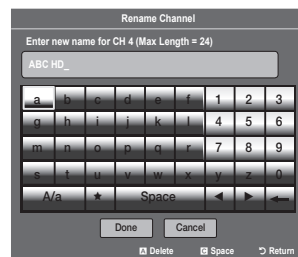 Rename Channel
Enter new name for CH 4 (Max Length = 24)
ABC HD_
a b c d e f 1 2 3
g h i j k l 4 5 6
m n o p q r 7 8 9
s t u v w x y z 0
A/a ★ Space ◀ ▶ ←
Done Cancel
A Delete C Space ↶ Return